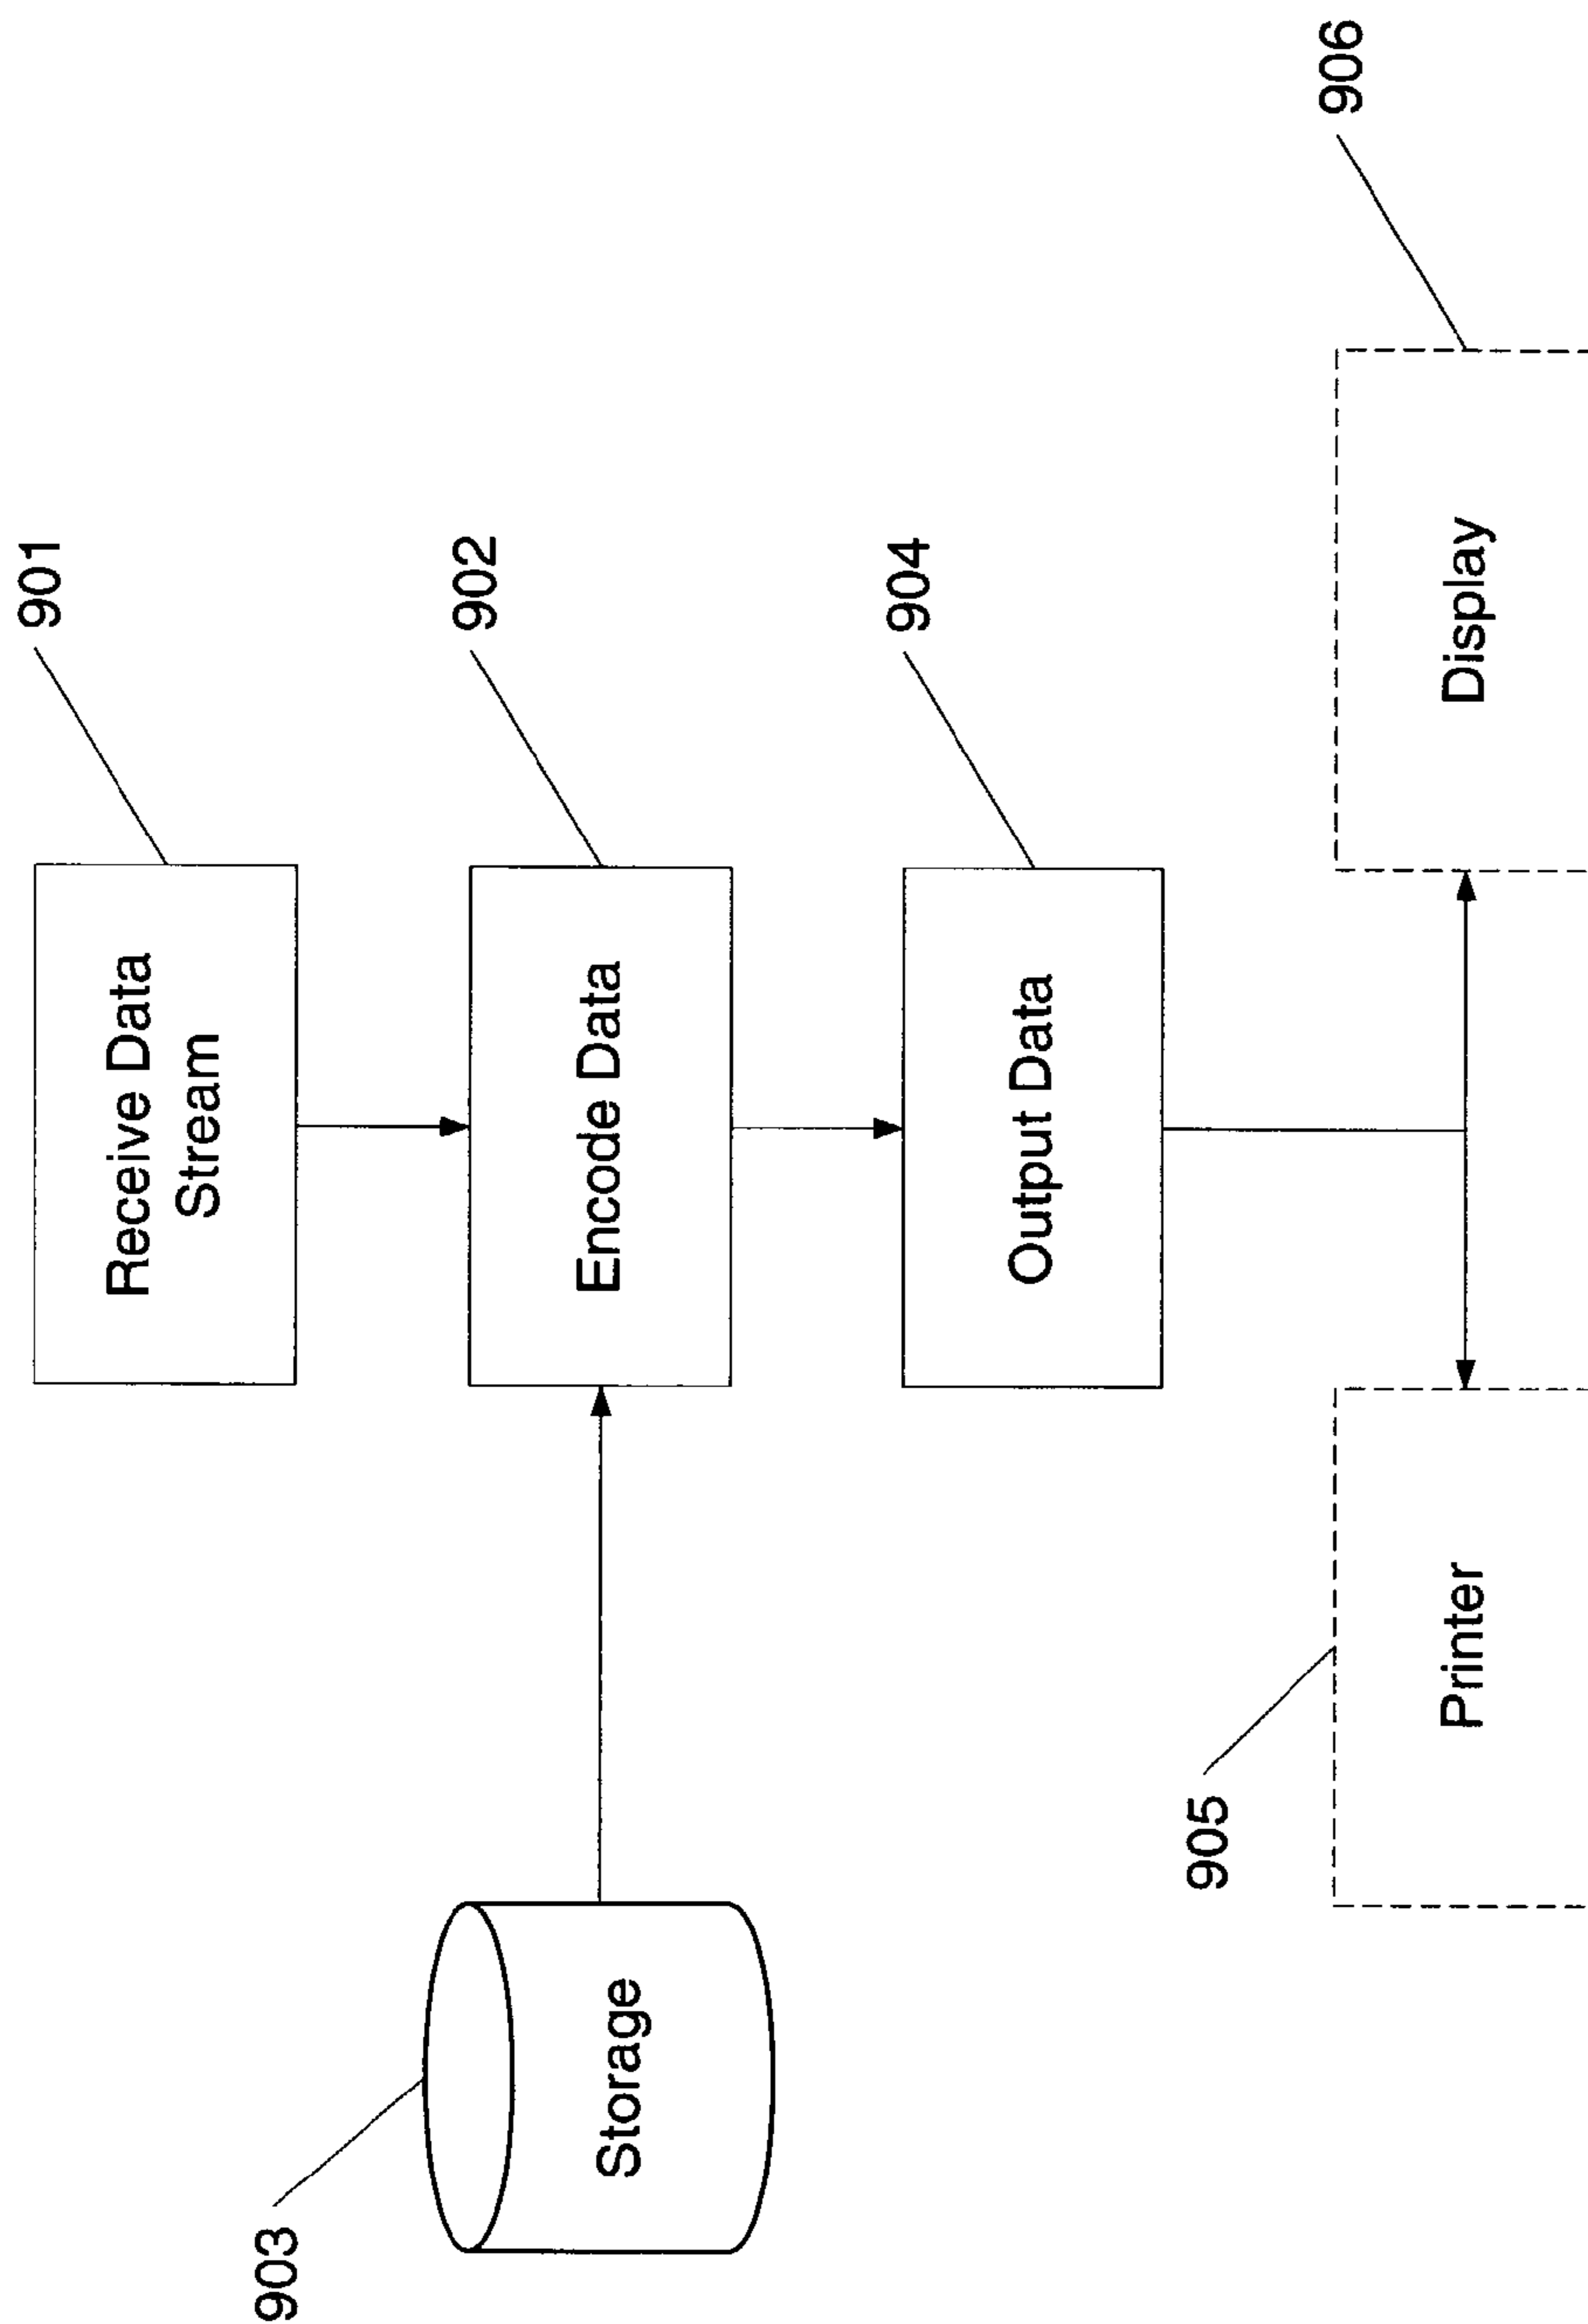 901
Receive Data
Stream
902
Encode Data
903
Storage
904
Output Data
905
Printer
906
Display